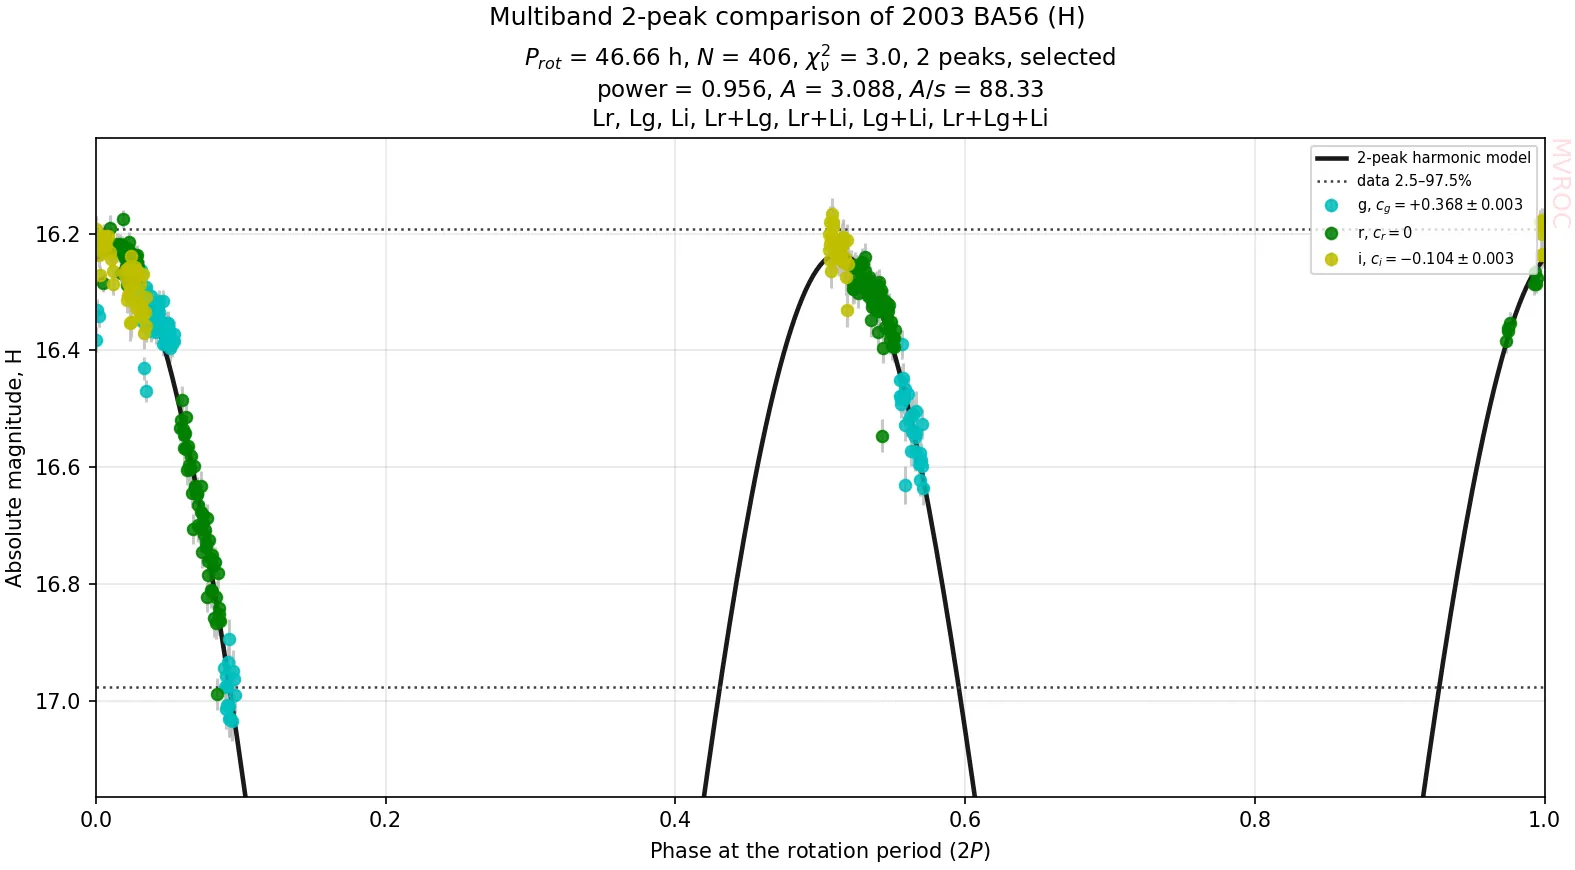 Multiband 2-peak comparison of 2003 BA56 (H)
P_rot = 46.66 h, N = 406, χ²_ν = 3.0, 2 peaks, selected
power = 0.956, A = 3.088, A/s = 88.33
Lr, Lg, Li, Lr+Lg, Lr+Li, Lg+Li, Lr+Lg+Li
2-peak harmonic model
data 2.5–97.5%
g, c_g = +0.368 ± 0.003
r, c_r = 0
i, c_i = −0.104 ± 0.003
MVROC
Absolute magnitude, H
16.2
16.4
16.6
16.8
17.0
0.0 0.2 0.4 0.6 0.8 1.0
Phase at the rotation period (2P)